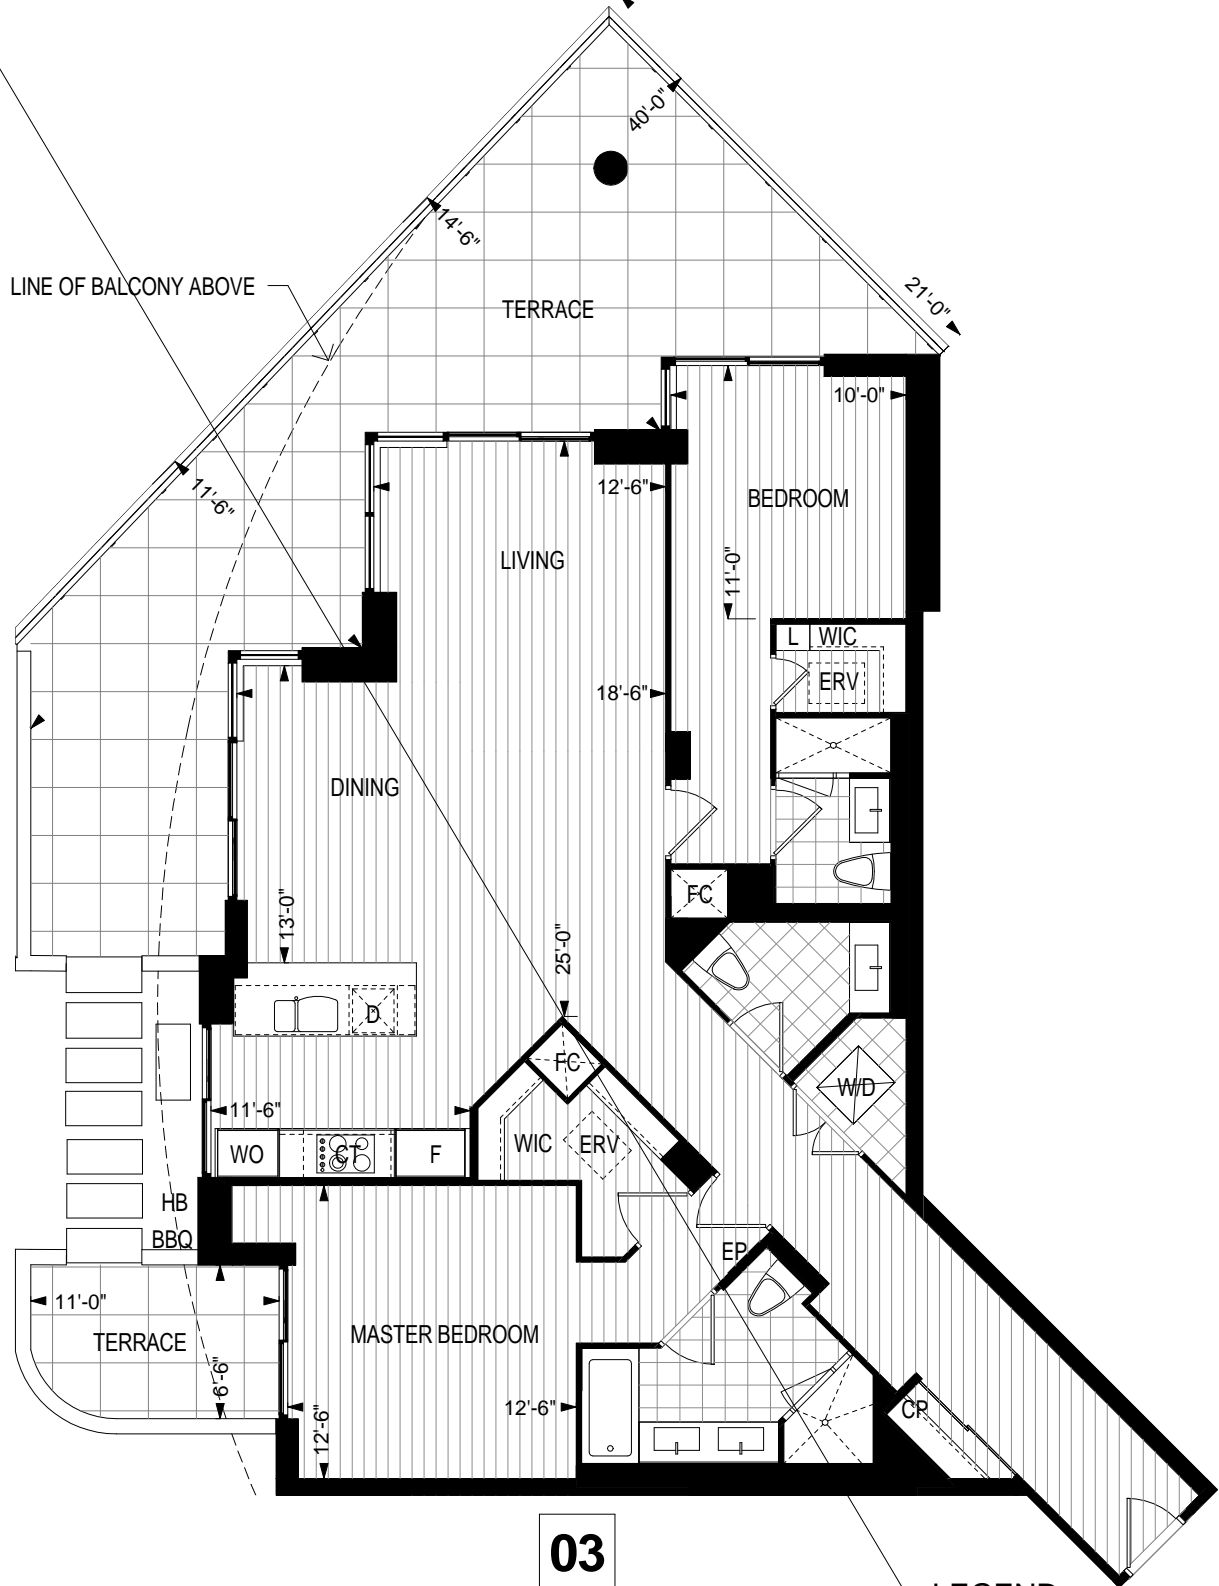 40'-0"
14'-6"
LINE OF BALCONY ABOVE
21'-0"
TERRACE
10'-0"
11'-6"
12'-6"
BEDROOM
LIVING
11'-0"
L WIC
ERV
18'-6"
DINING
FC
13'-0"
25'-0"
D
FC
W/D
11'-6"
WO
CT
F
WIC
ERV
HB
BBQ
EP
11'-0"
TERRACE
MASTER BEDROOM
6'-6"
12'-6"
12'-6"
CP
03
LEGEND